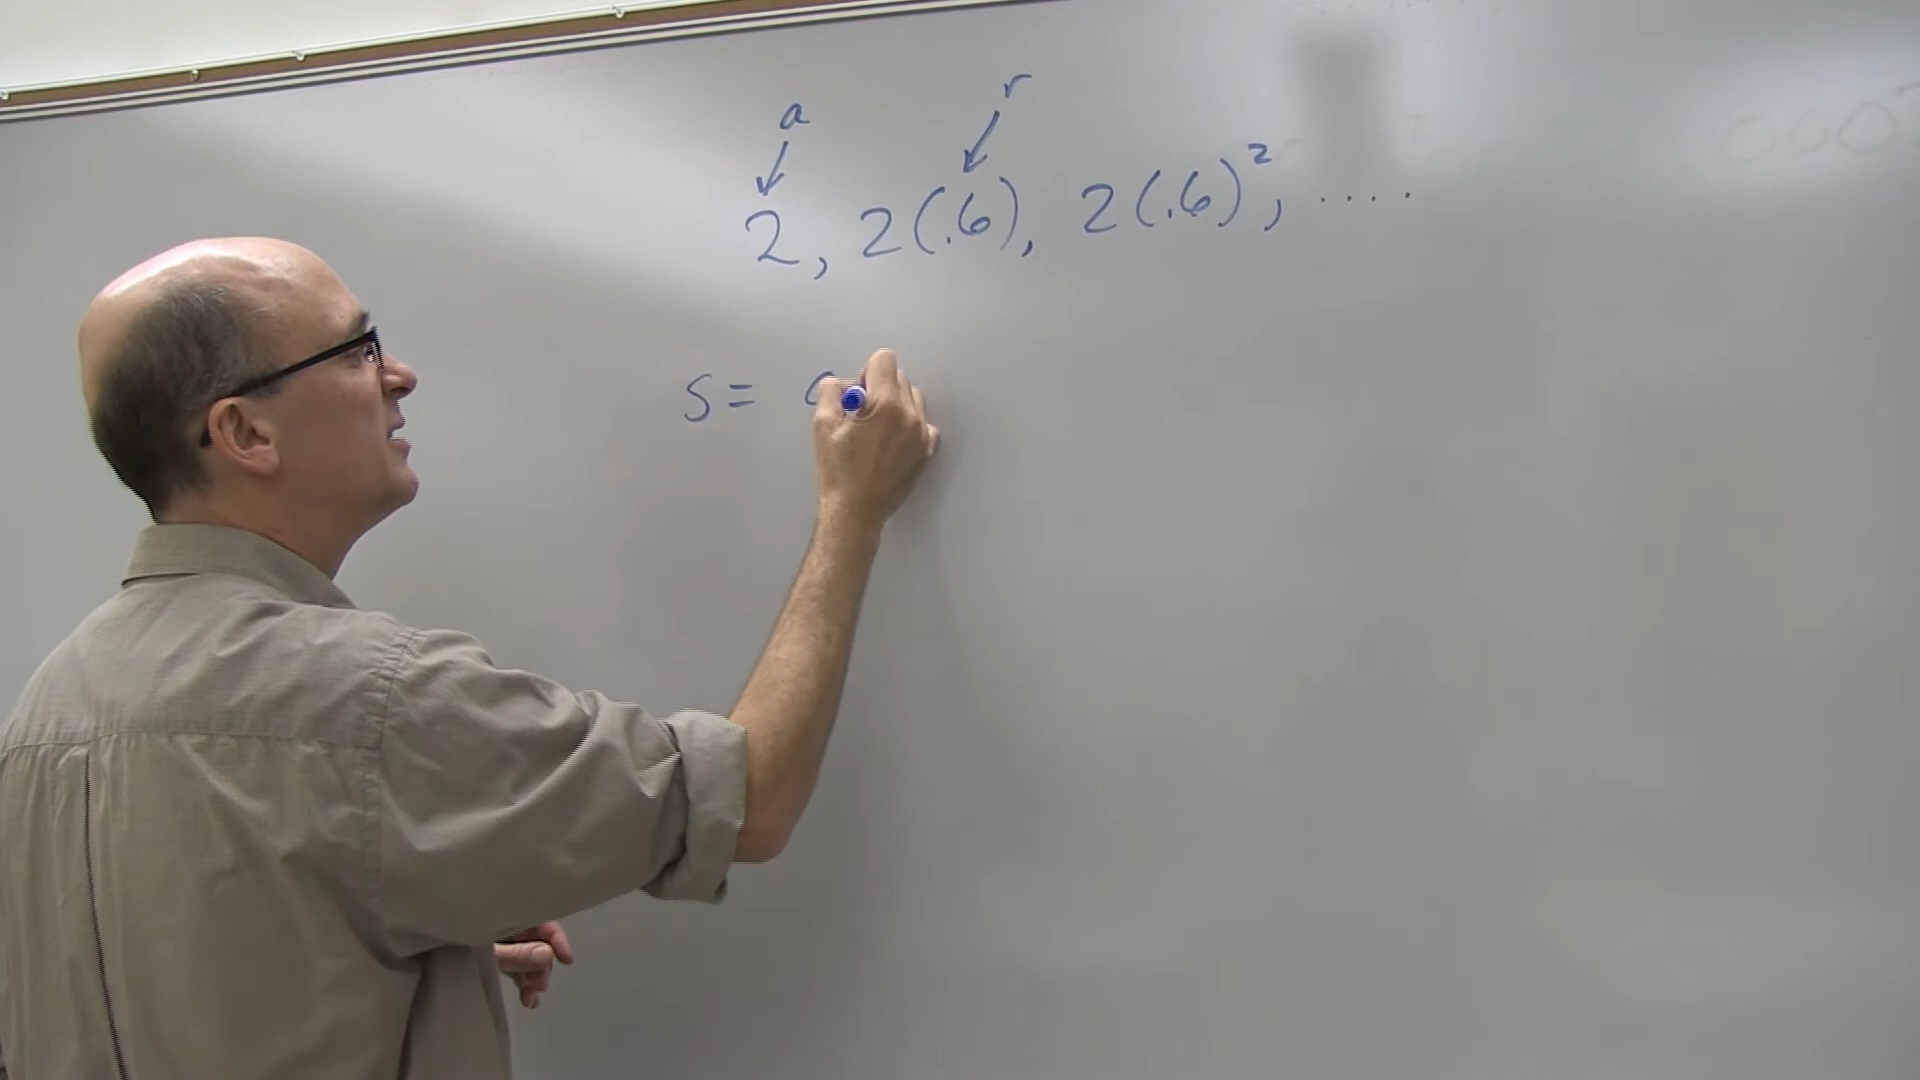 a r
2, 2(.6), 2(.6)², ....
S = a